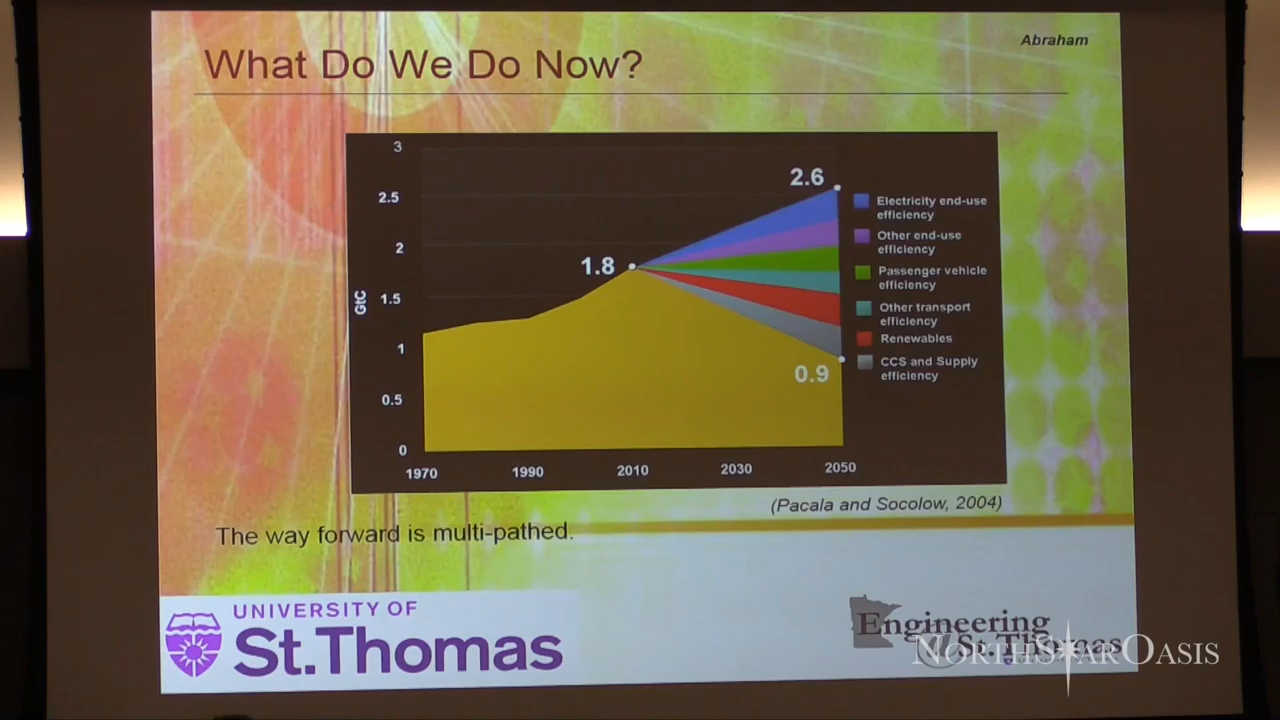 Abraham
What Do We Do Now?
3
2.5
2
1.5
1
0.5
0
GtC
1.8
2.6
0.9
Electricity end-use
efficiency
Other end-use
efficiency
Passenger vehicle
efficiency
Other transport
efficiency
Renewables
CCS and Supply
efficiency
1970 1990 2010 2030 2050
(Pacala and Socolow, 2004)
The way forward is multi-pathed.
UNIVERSITY OF
St.Thomas
Engineering
St.Thomas
NORTHSTAROASIS